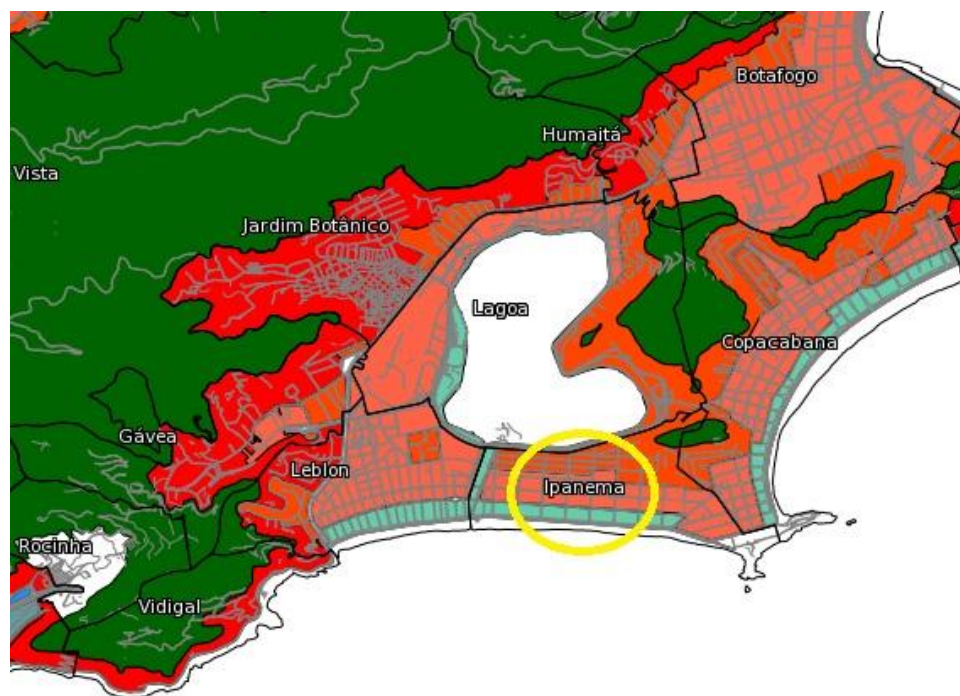 Botafogo
Humaitá
Vista
Jardim Botânico
Lagoa
Copacabana
Gávea
Leblon
Ipanema
Rocinha
Vidigal